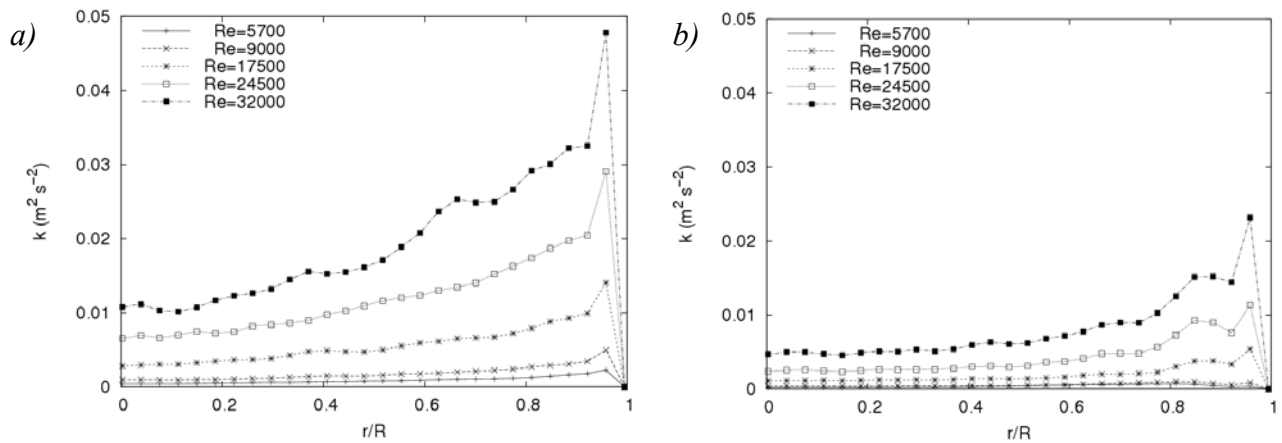 a)
0.05
0.04
0.03
0.02
0.01
0
k (m² s⁻²)
Re=5700
Re=9000
Re=17500
Re=24500
Re=32000
0 0.2 0.4 0.6 0.8 1
r/R
b)
0.05
0.04
0.03
0.02
0.01
0
k (m² s⁻²)
Re=5700
Re=9000
Re=17500
Re=24500
Re=32000
0 0.2 0.4 0.6 0.8 1
r/R